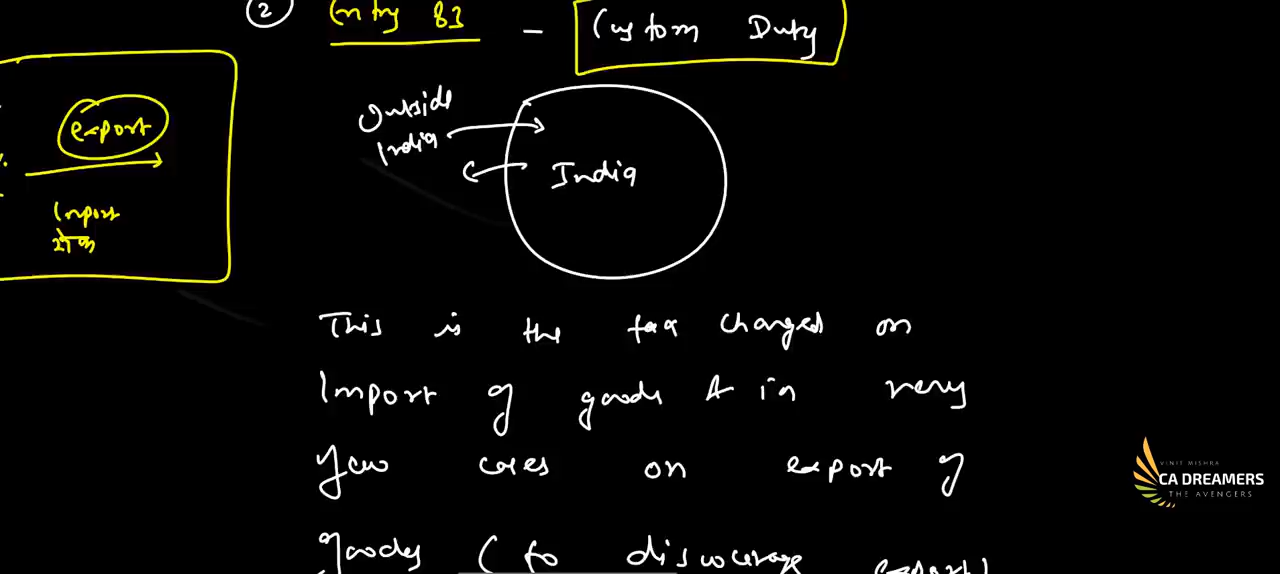 ② Entry 83 - Custom Duty
export
Import
Outside
India
India
This is the tax charged on
Import of goods & in very
few cases on export of
goods (to discourage export)
VINIT MISHRA
CA DREAMERS
THE AVENGERS